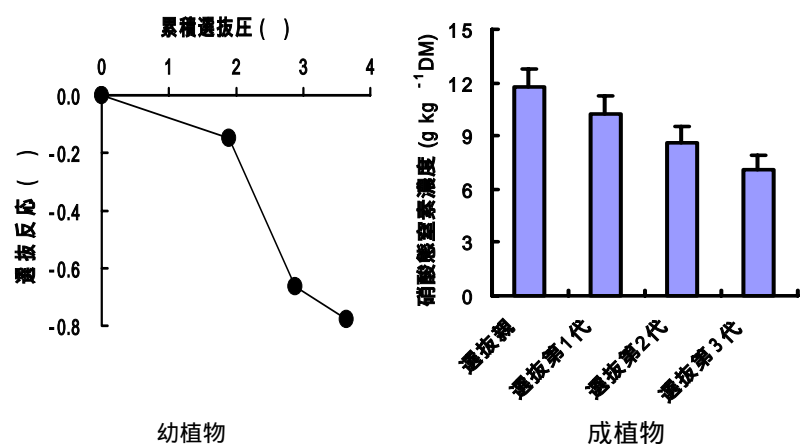 累積選抜圧 ( )
0 1 2 3 4
0.0
-0.2
-0.4
-0.6
-0.8
選抜反応 ( )
幼植物
硝酸態窒素濃度 (g kg -1DM)
15
12
9
6
3
0
選抜親
選抜第1代
選抜第2代
選抜第3代
成植物